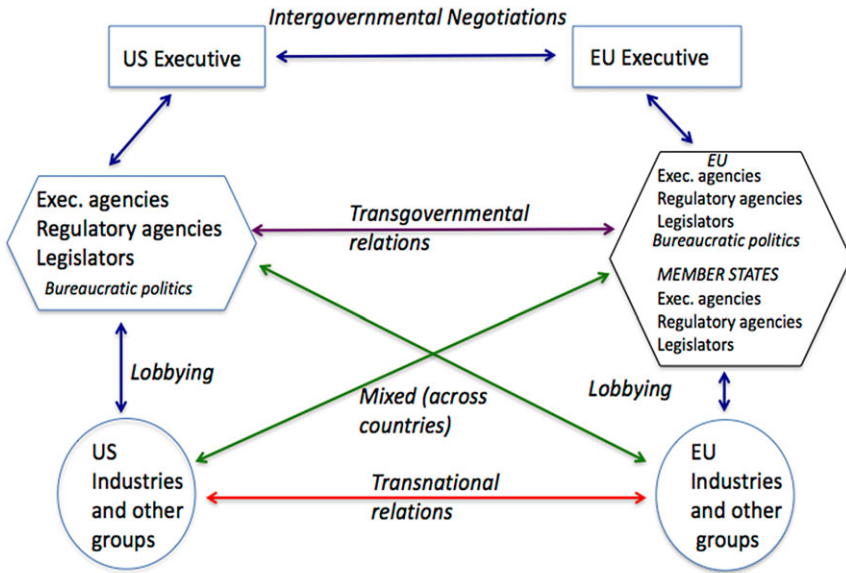 Intergovernmental Negotiations
US Executive
EU Executive
Exec. agencies
Regulatory agencies
Legislators
Bureaucratic politics
Transgovernmental
relations
EU
Exec. agencies
Regulatory agencies
Legislators
Bureaucratic politics
MEMBER STATES
Exec. agencies
Regulatory agencies
Legislators
Lobbying
Mixed (across
countries)
Lobbying
US
Industries
and other
groups
Transnational
relations
EU
Industries
and other
groups